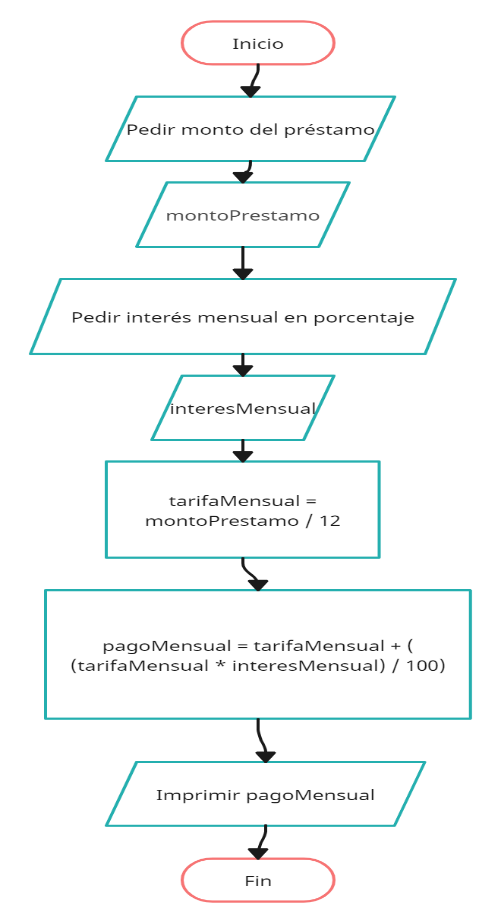 Inicio
Pedir monto del préstamo
montoPrestamo
Pedir interés mensual en porcentaje
interesMensual
tarifaMensual =
montoPrestamo / 12
pagoMensual = tarifaMensual + (
(tarifaMensual * interesMensual) / 100)
Imprimir pagoMensual
Fin